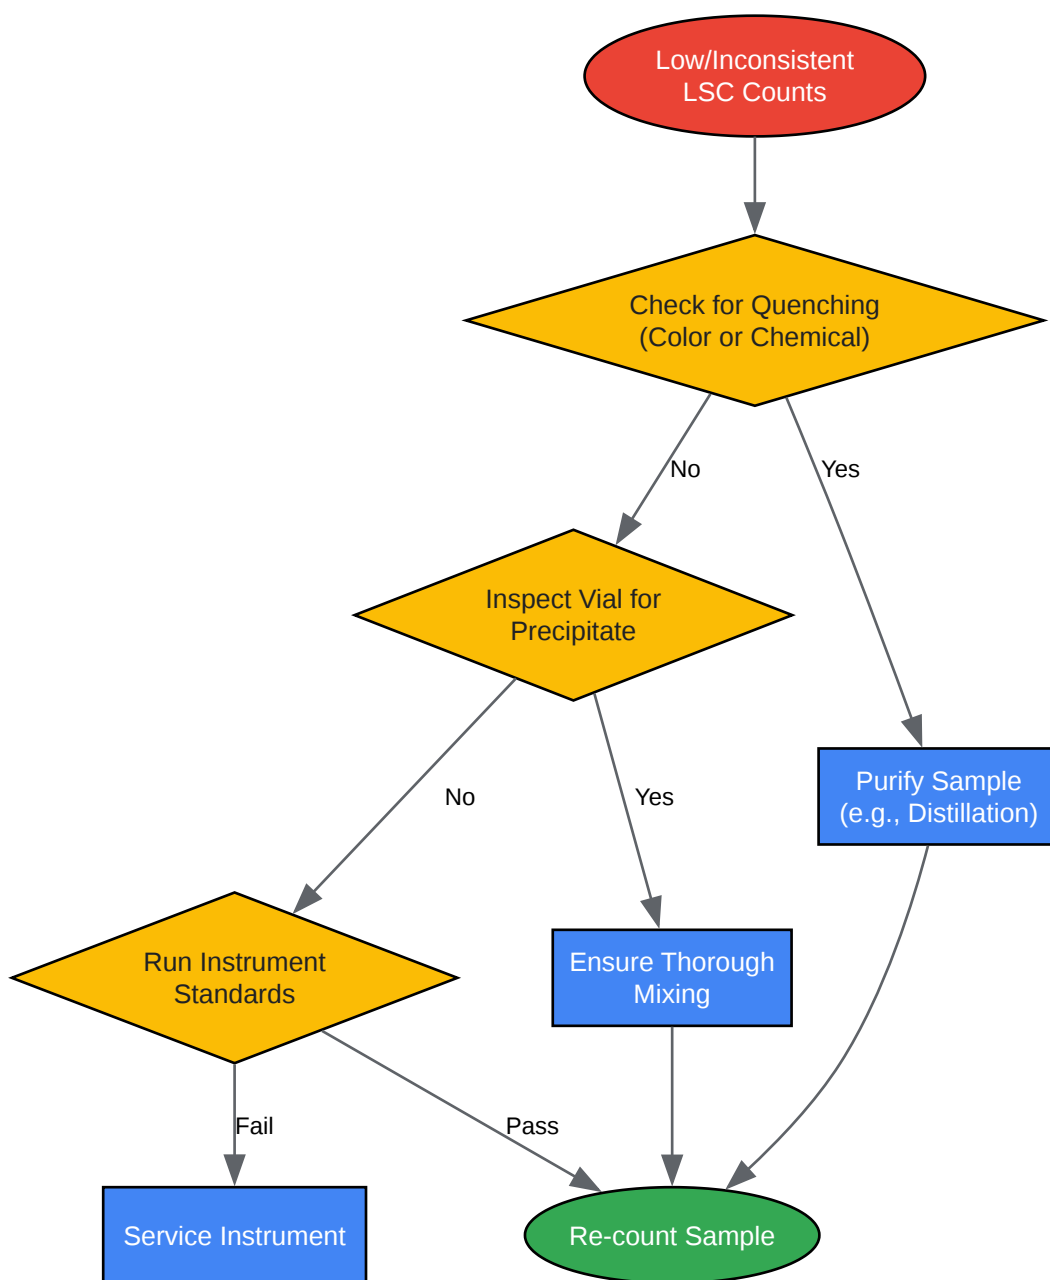 Low/Inconsistent
LSC Counts
Check for Quenching
(Color or Chemical)
No
Yes
Inspect Vial for
Precipitate
No
Yes
Purify Sample
(e.g., Distillation)
Run Instrument
Standards
Ensure Thorough
Mixing
Fail
Pass
Service Instrument
Re-count Sample